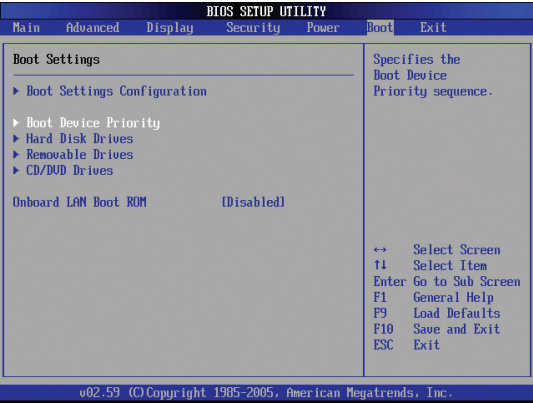 BIOS SETUP UTILITY
Main Advanced Display Security Power Boot Exit
Boot Settings
Boot Settings Configuration
Boot Device Priority
Hard Disk Drives
Removable Drives
CD/DVD Drives
Onboard LAN Boot ROM [Disabled]
Specifies the
Boot Device
Priority sequence.
↔ Select Screen
↑↓ Select Item
Enter Go to Sub Screen
F1 General Help
F9 Load Defaults
F10 Save and Exit
ESC Exit
v02.59 (C)Copyright 1985-2005, American Megatrends, Inc.